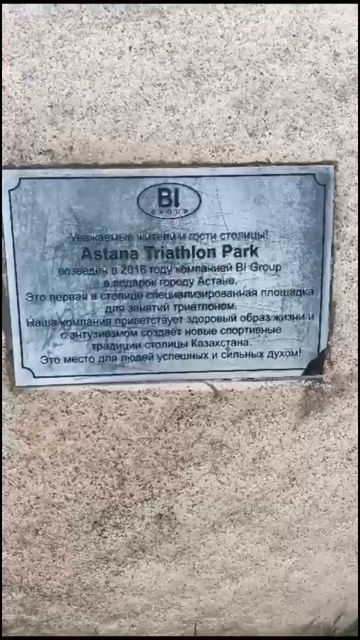 BI
GROUP
Уважаемые жители и гости столицы!
Astana Triathlon Park
возведен в 2016 году компанией BI Group
в подарок городу Астане.
Это первая в столице специализированная площадка
для занятий триатлоном.
Наша компания приветствует здоровый образ жизни и
с энтузиазмом создает новые спортивные
традиции столицы Казахстана.
Это место для людей успешных и сильных духом!